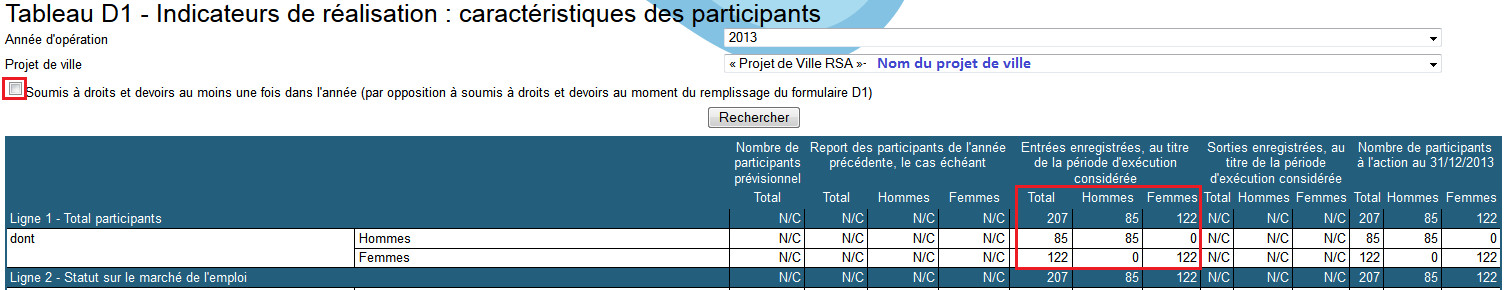 Tableau D1 - Indicateurs de réalisation : caractéristiques des participants
Année d'opération 2013
Projet de ville « Projet de Ville RSA »- Nom du projet de ville
Soumis à droits et devoirs au moins une fois dans l'année (par opposition à soumis à droits et devoirs au moment du remplissage du formulaire D1)
Rechercher
Nombre de participants prévisionnel
Report des participants de l'année précédente, le cas échéant
Entrées enregistrées, au titre de la période d'exécution considérée
Sorties enregistrées, au titre de la période d'exécution considérée
Nombre de participants à l'action au 31/12/2013
Total Total Hommes Femmes Total Hommes Femmes Total Hommes Femmes Total Hommes Femmes
Ligne 1 - Total participants N/C N/C N/C N/C 207 85 122 N/C N/C N/C 207 85 122
dont Hommes N/C N/C N/C N/C 85 85 0 N/C N/C N/C 85 85 0
Femmes N/C N/C N/C N/C 122 0 122 N/C N/C N/C 122 0 122
Ligne 2 - Statut sur le marché de l'emploi N/C N/C N/C N/C 207 85 122 N/C N/C N/C 207 85 122